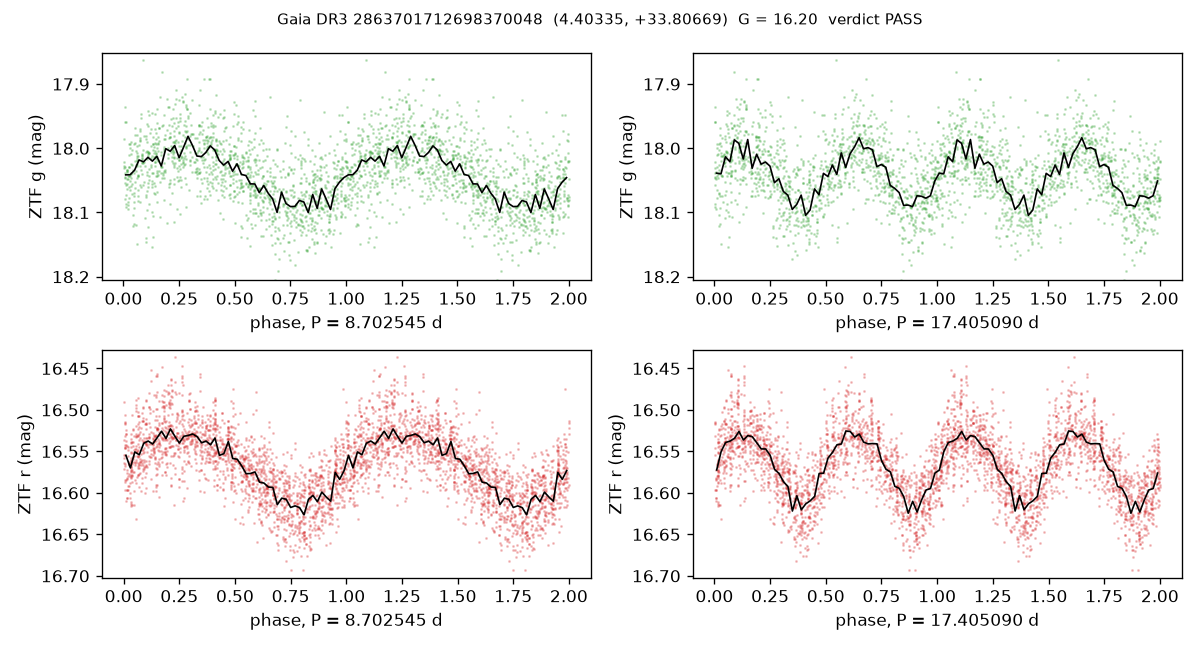 Gaia DR3 2863701712698370048 (4.40335, +33.80669) G = 16.20 verdict PASS
ZTF g (mag)
17.9
18.0
18.1
18.2
0.00 0.25 0.50 0.75 1.00 1.25 1.50 1.75 2.00
phase, P = 8.702545 d
ZTF g (mag)
17.9
18.0
18.1
18.2
0.00 0.25 0.50 0.75 1.00 1.25 1.50 1.75 2.00
phase, P = 17.405090 d
ZTF r (mag)
16.45
16.50
16.55
16.60
16.65
16.70
0.00 0.25 0.50 0.75 1.00 1.25 1.50 1.75 2.00
phase, P = 8.702545 d
ZTF r (mag)
16.45
16.50
16.55
16.60
16.65
16.70
0.00 0.25 0.50 0.75 1.00 1.25 1.50 1.75 2.00
phase, P = 17.405090 d